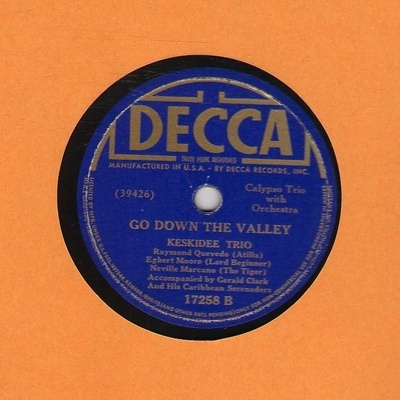 DECCA
TRADE MARK REGISTERED
MANUFACTURED IN U.S.A. · BY DECCA RECORDS, INC.
(39426)
Calypso Trio
with
Orchestra
GO DOWN THE VALLEY
KESKIDEE TRIO
Raymond Quevedo (Atilla)
Egbert Moore (Lord Beginner)
Neville Marcano (The Tiger)
Accompanied by Gerald Clark
And His Caribbean Serenaders
17258 B